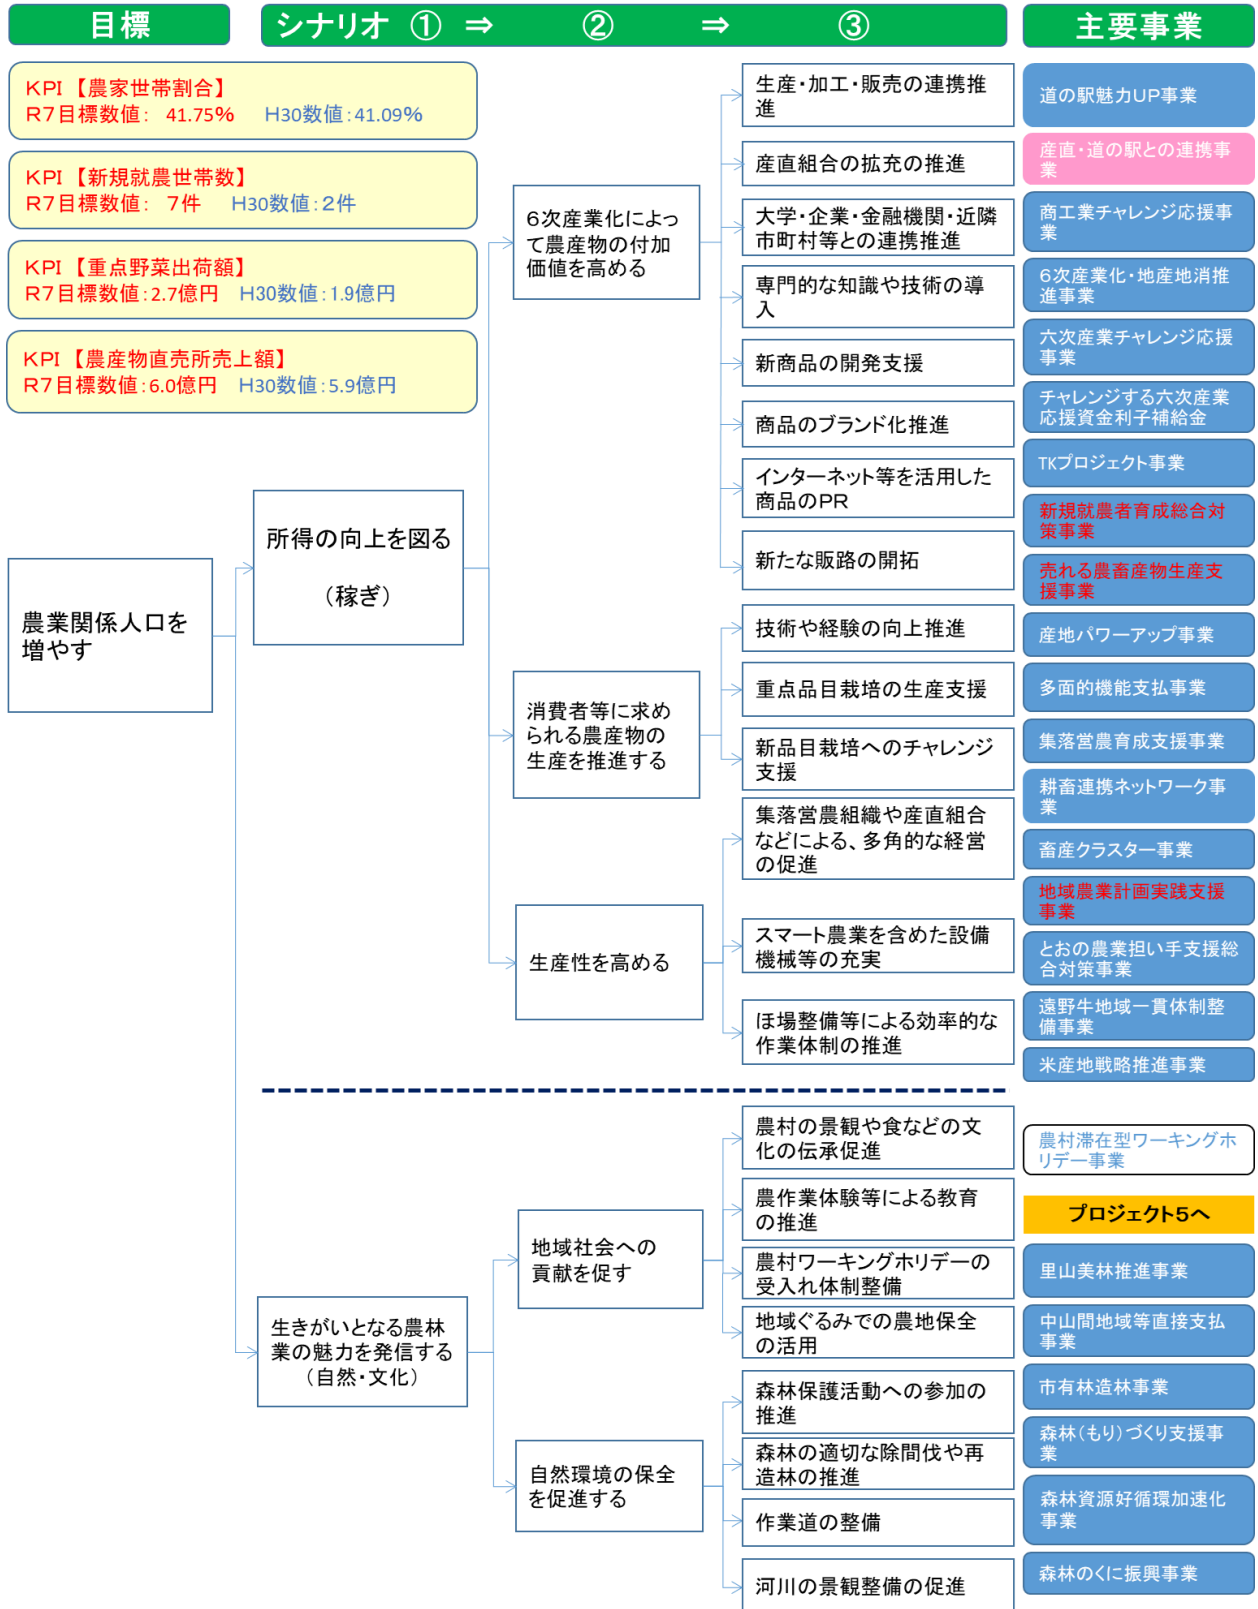 目標
シナリオ ① ⇒ ② ⇒ ③
主要事業
KPI 【農家世帯割合】
R7目標数値: 41.75% H30数値:41.09%
KPI 【新規就農世帯数】
R7目標数値: 7件 H30数値:2件
KPI 【重点野菜出荷額】
R7目標数値:2.7億円 H30数値:1.9億円
KPI 【農産物直売所売上額】
R7目標数値:6.0億円 H30数値:5.9億円
農業関係人口を
増やす
所得の向上を図る
(稼ぎ)
生きがいとなる農林
業の魅力を発信する
(自然・文化)
6次産業化によっ
て農産物の付加
価値を高める
消費者等に求め
られる農産物の
生産を推進する
生産性を高める
地域社会への
貢献を促す
自然環境の保全
を促進する
生産・加工・販売の連携推
進
産直組合の拡充の推進
大学・企業・金融機関・近隣
市町村等との連携推進
専門的な知識や技術の導
入
新商品の開発支援
商品のブランド化推進
インターネット等を活用した
商品のPR
新たな販路の開拓
技術や経験の向上推進
重点品目栽培の生産支援
新品目栽培へのチャレンジ
支援
集落営農組織や産直組合
などによる、多角的な経営
の促進
スマート農業を含めた設備
機械等の充実
ほ場整備等による効率的な
作業体制の推進
農村の景観や食などの文
化の伝承促進
農作業体験等による教育
の推進
農村ワーキングホリデーの
受入れ体制整備
地域ぐるみでの農地保全
の活用
森林保護活動への参加の
推進
森林の適切な除間伐や再
造林の推進
作業道の整備
河川の景観整備の促進
道の駅魅力UP事業
産直・道の駅との連携事
業
商工業チャレンジ応援事
業
6次産業化・地産地消推
進事業
六次産業チャレンジ応援
事業
チャレンジする六次産業
応援資金利子補給金
TKプロジェクト事業
新規就農者育成総合対
策事業
売れる農畜産物生産支
援事業
産地パワーアップ事業
多面的機能支払事業
集落営農育成支援事業
耕畜連携ネットワーク事
業
畜産クラスター事業
地域農業計画実践支援
事業
とおの農業担い手支援総
合対策事業
遠野牛地域一貫体制整
備事業
米産地戦略推進事業
農村滞在型ワーキングホ
リデー事業
プロジェクト5へ
里山美林推進事業
中山間地域等直接支払
事業
市有林造林事業
森林(もり)づくり支援事
業
森林資源好循環加速化
事業
森林のくに振興事業